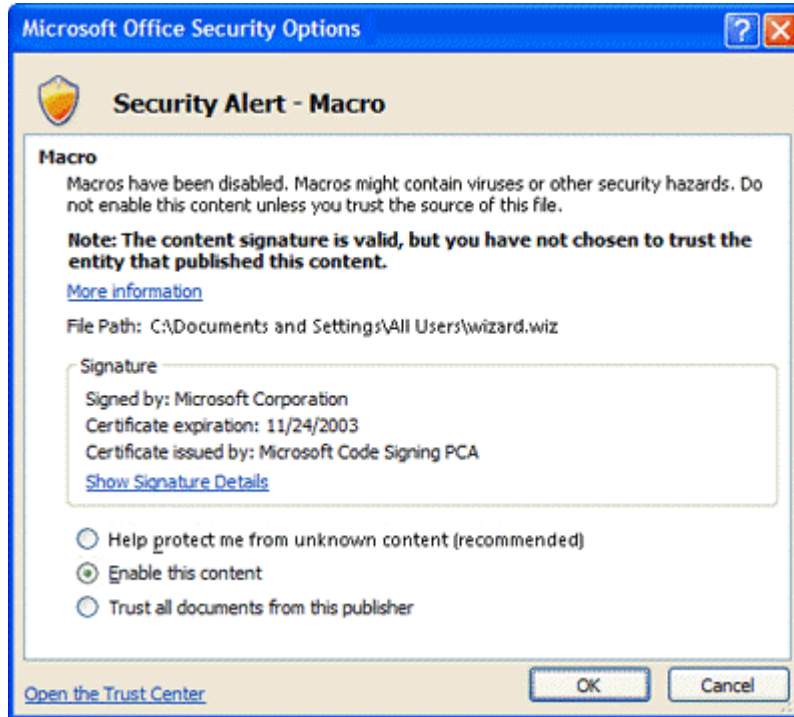 Microsoft Office Security Options
Security Alert - Macro
Macro
Macros have been disabled. Macros might contain viruses or other security hazards. Do
not enable this content unless you trust the source of this file.
Note: The content signature is valid, but you have not chosen to trust the
entity that published this content.
More information
File Path: C:\Documents and Settings\All Users\wizard.wiz
Signature
Signed by: Microsoft Corporation
Certificate expiration: 11/24/2003
Certificate issued by: Microsoft Code Signing PCA
Show Signature Details
Help protect me from unknown content (recommended)
Enable this content
Trust all documents from this publisher
Open the Trust Center
OK
Cancel